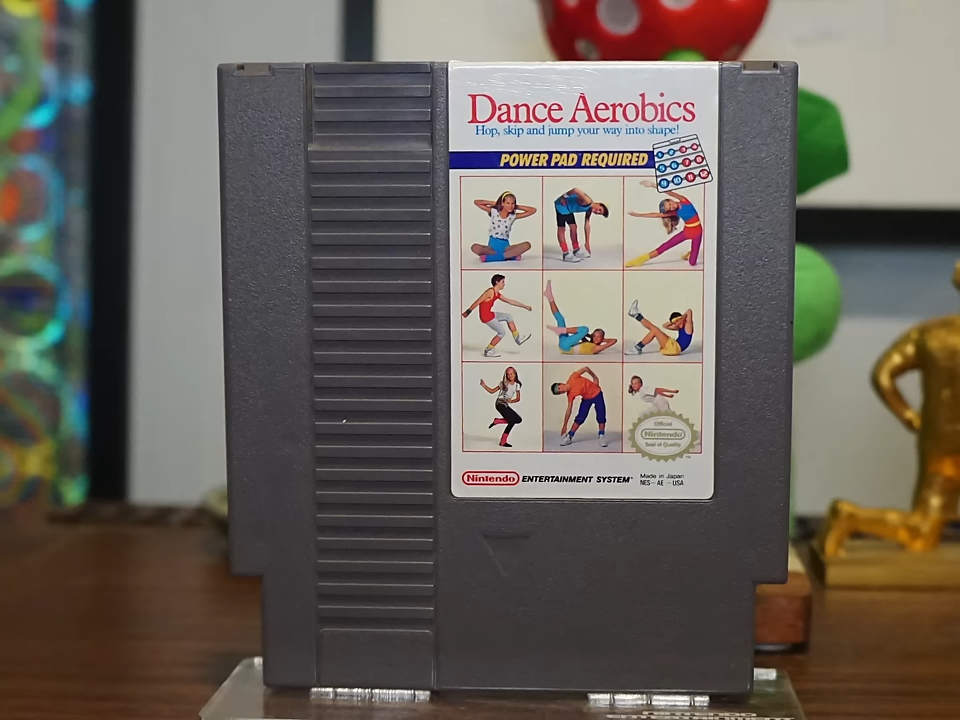 Dance Aerobics
Hop, skip and jump your way into shape!
POWER PAD REQUIRED
Official
Nintendo
Seal of Quality
TM
Nintendo ENTERTAINMENT SYSTEM
Made in Japan
NES-AE-USA